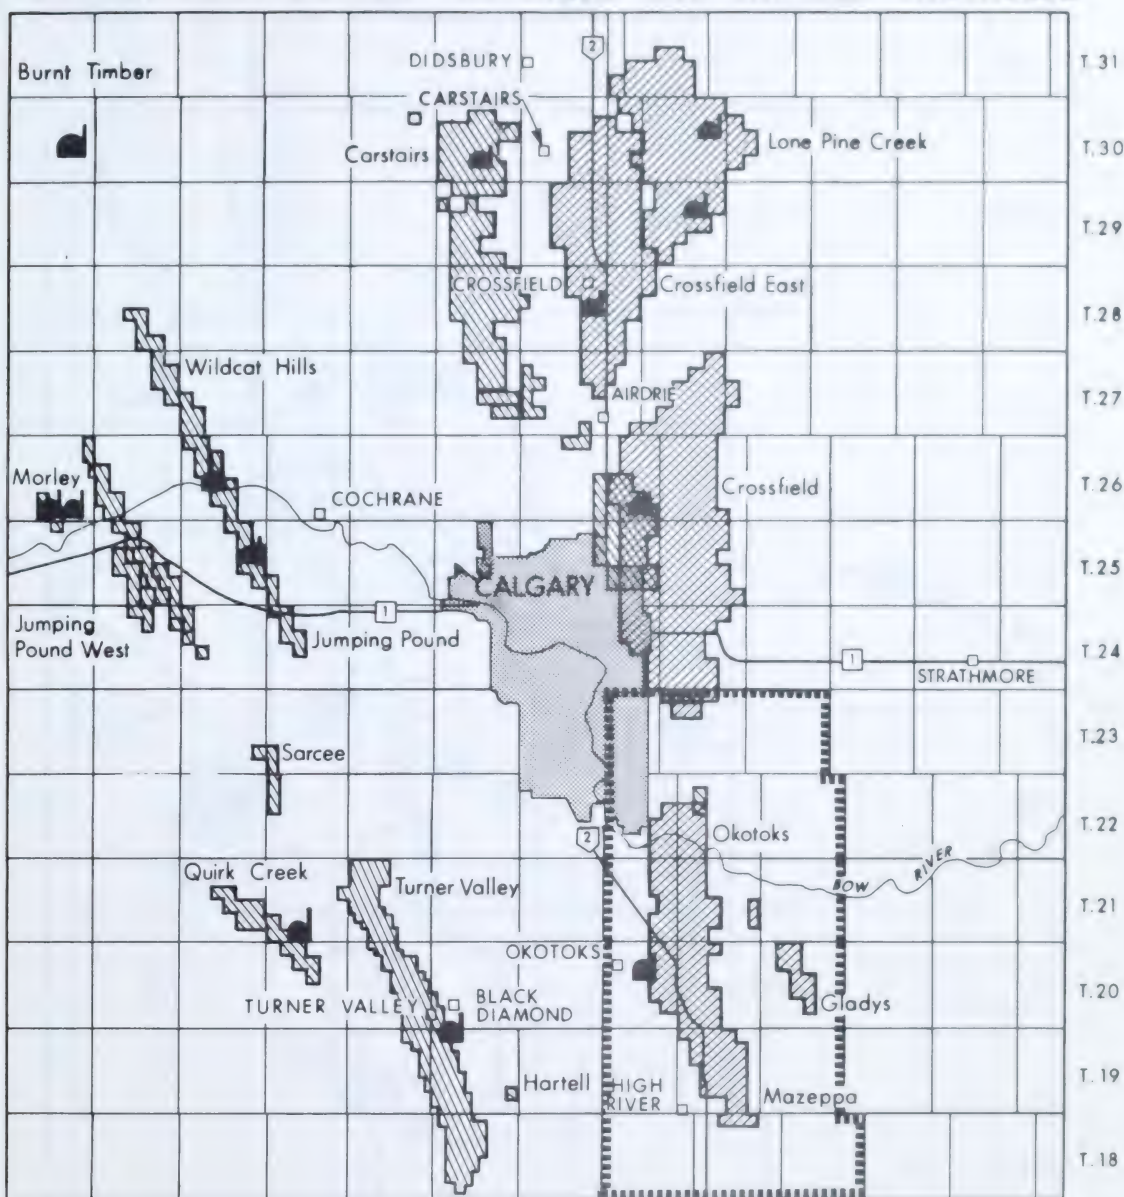 2
DIDSBURY
T. 31
Burnt Timber
CARSTAIRS
Carstairs
Lone Pine Creek
T. 30
T. 29
CROSSFIELD
Crossfield East
T. 28
Wildcat Hills
AIRDRIE
T. 27
Morley
COCHRANE
Crossfield
T. 26
CALGARY
T. 25
1
Jumping
Pound West
Jumping Pound
1
T. 24
STRATHMORE
Sarcee
T. 23
2
Okotoks
T. 22
BOW RIVER
Quirk Creek
Turner Valley
T. 21
OKOTOKS
TURNER VALLEY
BLACK
DIAMOND
Gladys
T. 20
Hartell
HIGH
RIVER
Mazeppa
T. 19
T. 18